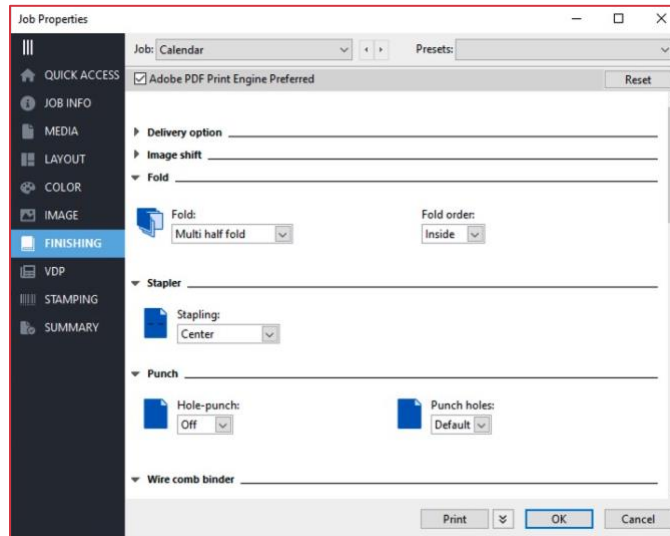 Job Properties
Job: Calendar Presets:
QUICK ACCESS
Adobe PDF Print Engine Preferred Reset
JOB INFO
MEDIA
LAYOUT
COLOR
IMAGE
FINISHING
VDP
STAMPING
SUMMARY
Delivery option
Image shift
Fold
Fold: Fold order:
Multi half fold Inside
Stapler
Stapling:
Center
Punch
Hole-punch: Punch holes:
Off Default
Wire comb binder
Print OK Cancel